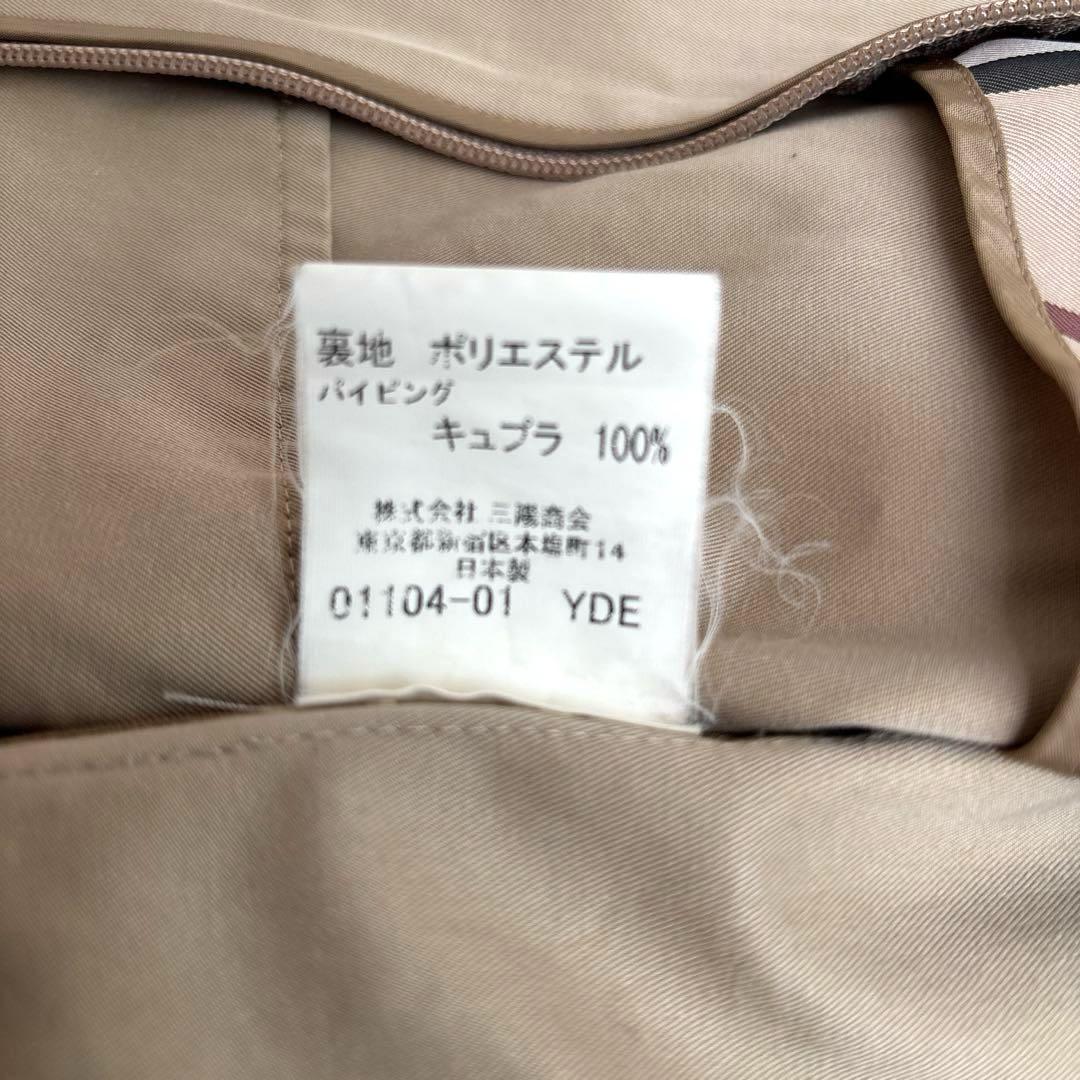 裏地 ポリエステル
パイピング
キュプラ 100%
株式会社 三陽商会
東京都新宿区本塩町14
日本製
01104-01 YDE